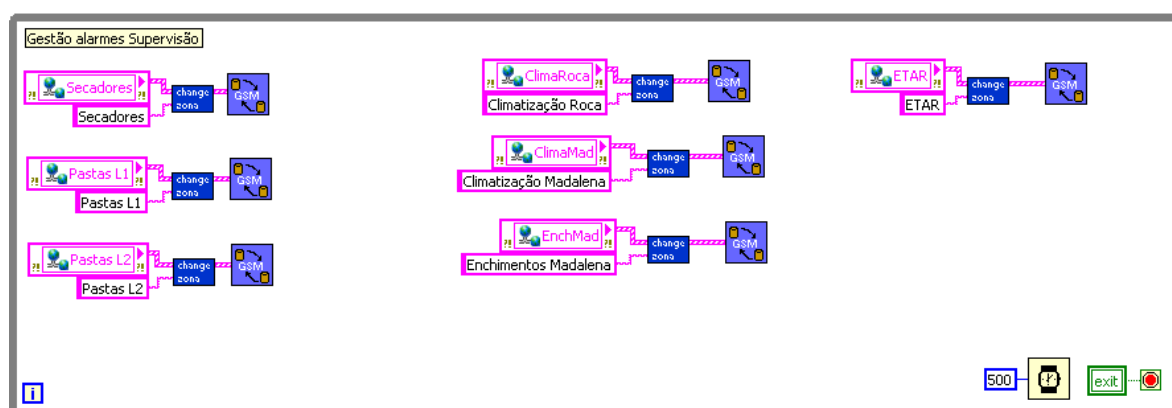 Gestão alarmes Supervisão
?! Secadores ?!
change
zona
GSM
Secadores
?! Pastas L1 ?!
change
zona
GSM
Pastas L1
?! Pastas L2 ?!
change
zona
GSM
Pastas L2
?! ClimaRoca ?!
change
zona
GSM
Climatização Roca
?! ClimaMad ?!
change
zona
GSM
Climatização Madalena
?! EnchMad ?!
change
zona
GSM
Enchimentos Madalena
?! ETAR ?!
change
zona
GSM
ETAR
i
500
exit